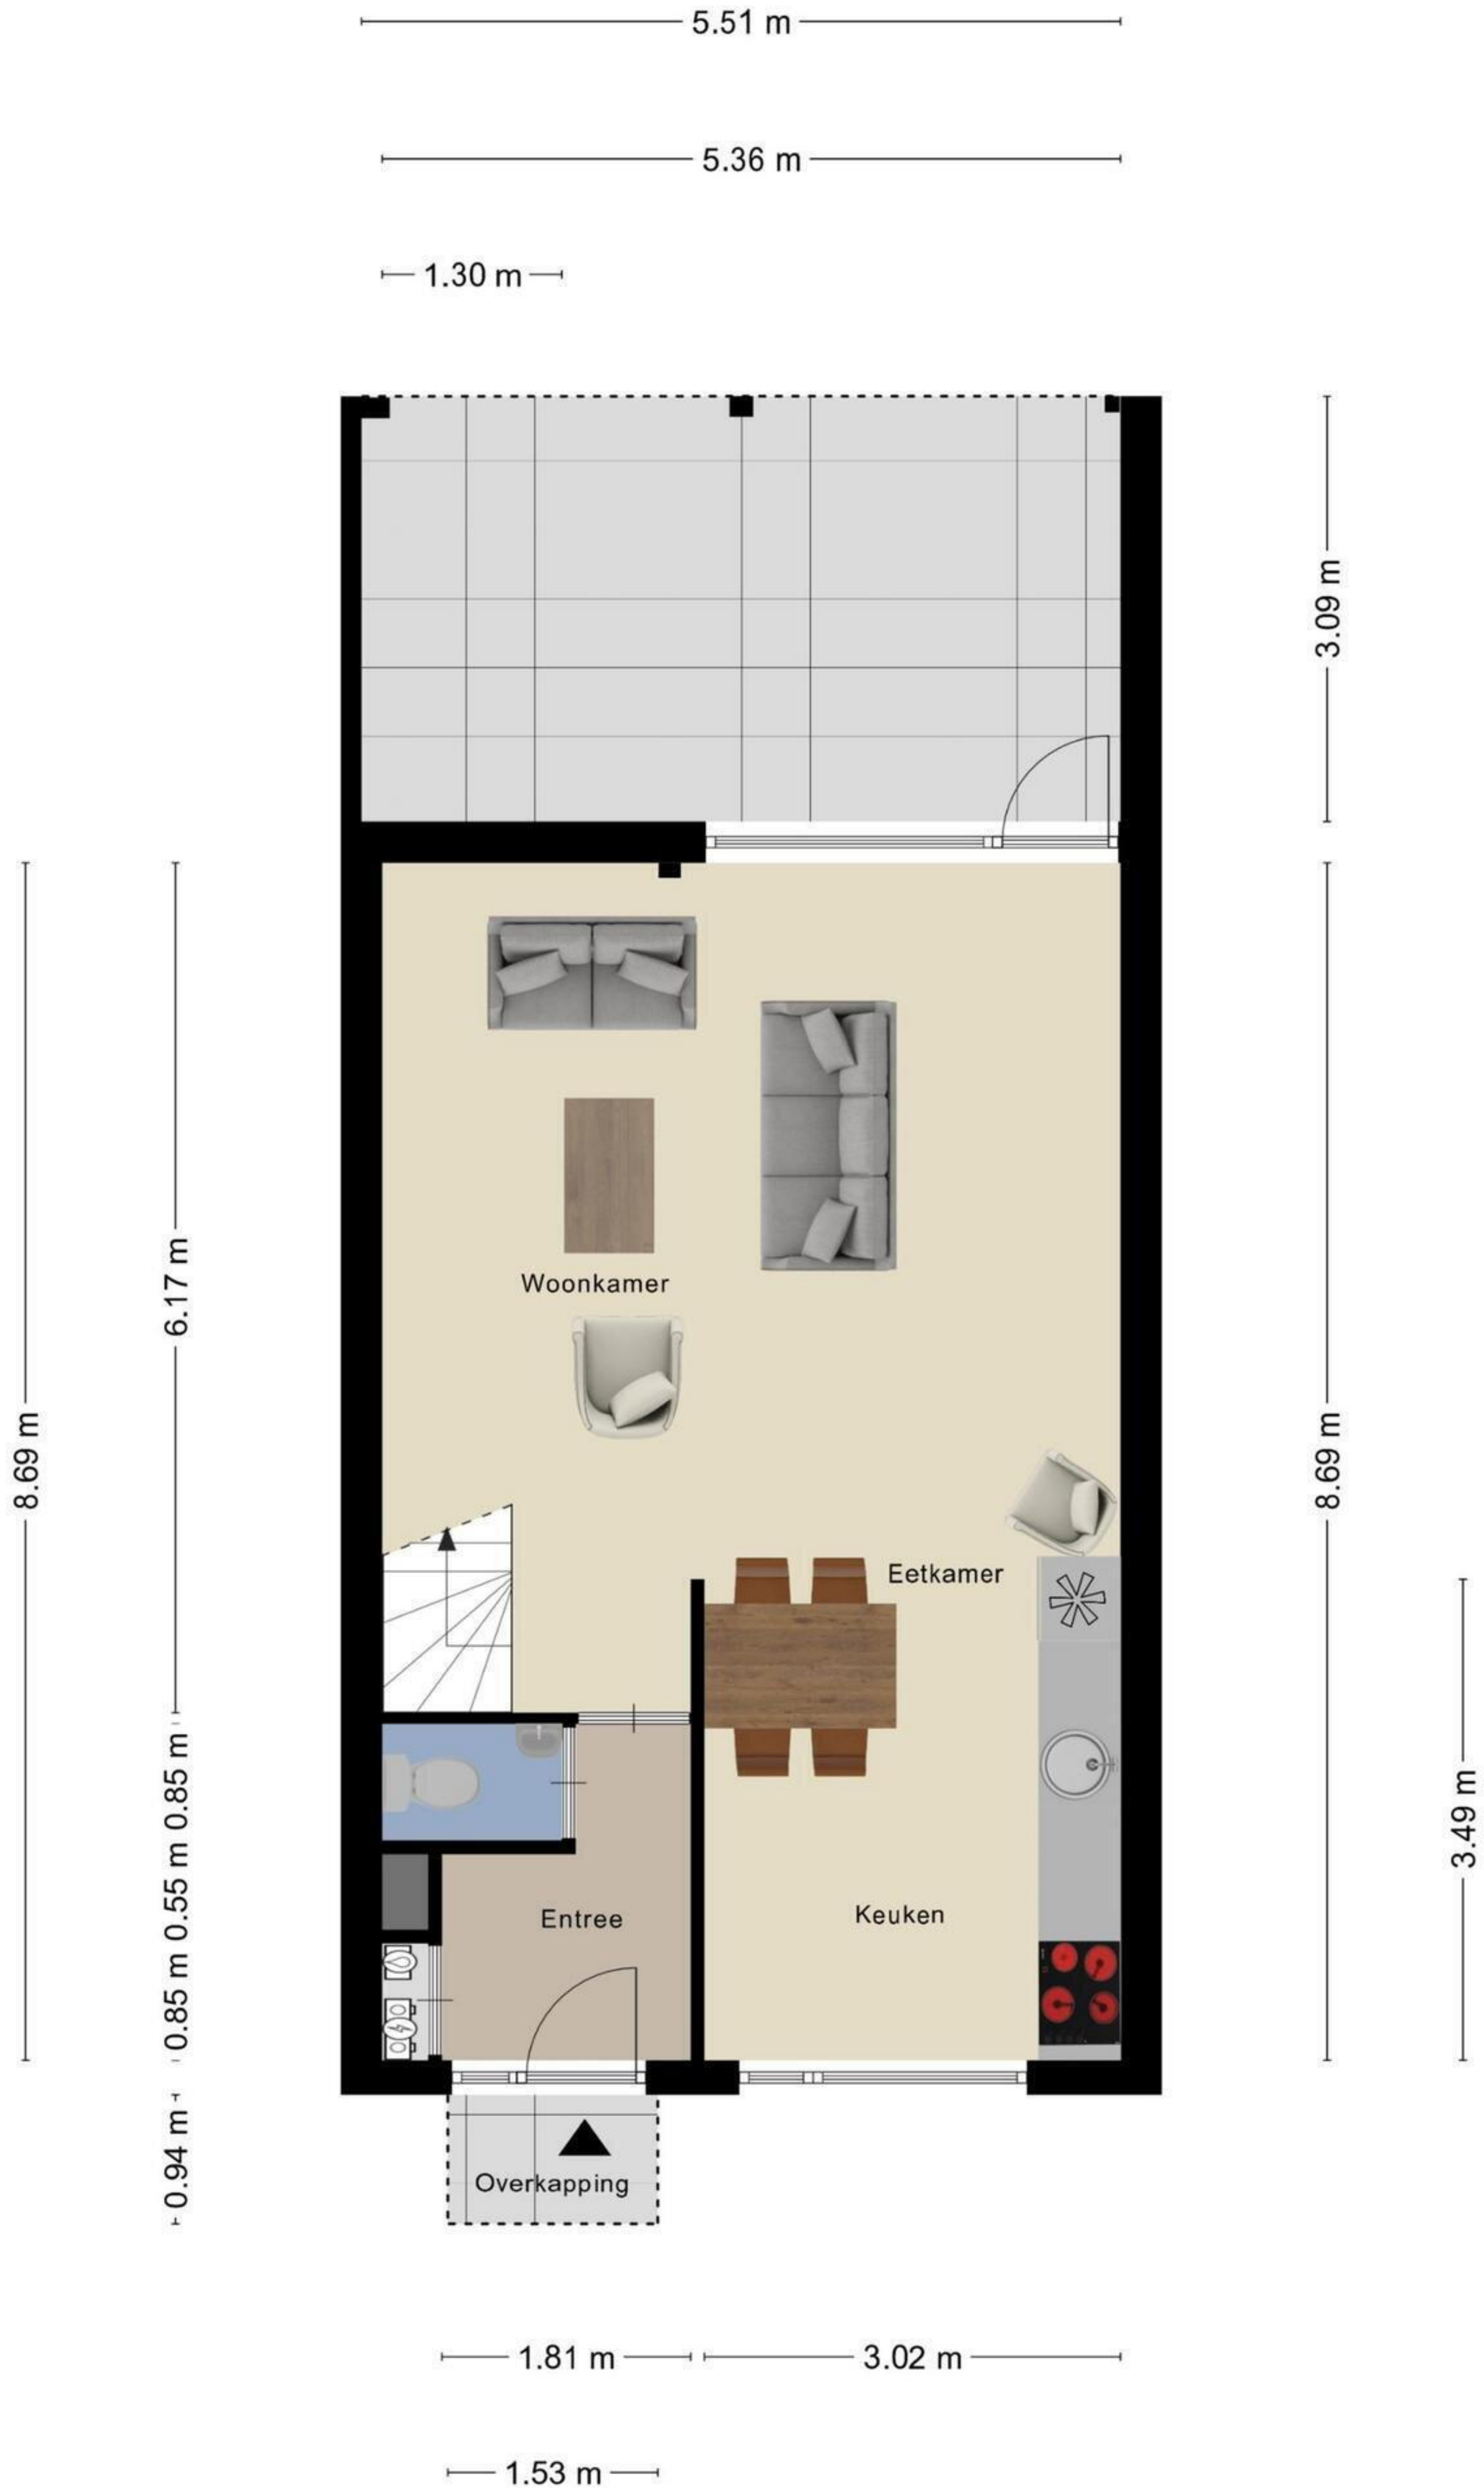 5.51 m
5.36 m
1.30 m
3.09 m
6.17 m
8.69 m
8.69 m
Woonkamer
Eetkamer
0.85 m
0.55 m
0.85 m
3.49 m
Keuken
Entree
0.94 m
Overkapping
1.81 m
3.02 m
1.53 m